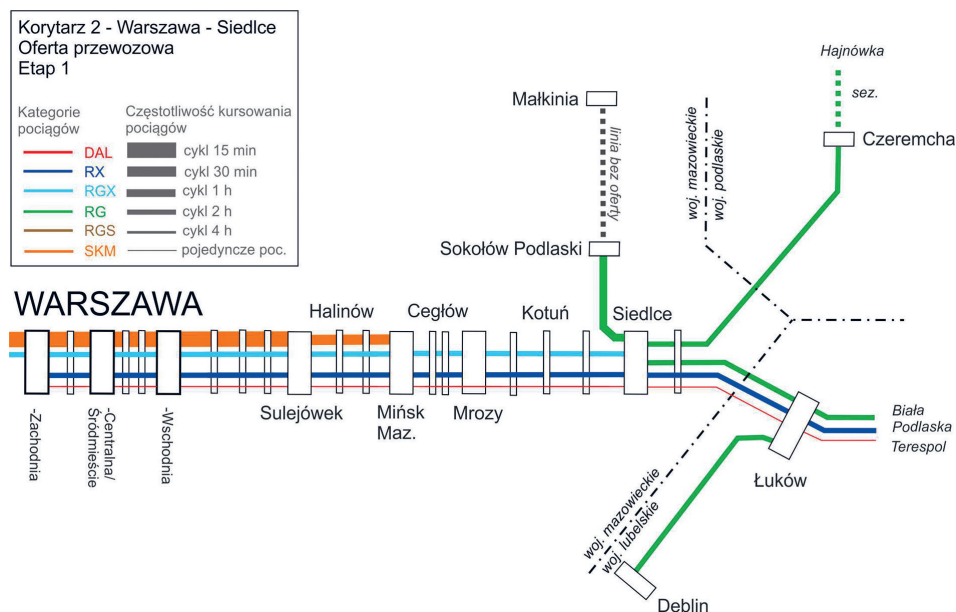 Korytarz 2 - Warszawa - Siedlce
Oferta przewozowa
Etap 1
Kategorie
pociągów
Częstotliwość kursowania
pociągów
DAL
cykl 15 min
RX
cykl 30 min
RGX
cykl 1 h
RG
cykl 2 h
RGS
cykl 4 h
SKM
pojedyncze poc.
Hajnówka
sez.
Czeremcha
Małkinia
linia bez oferty
woj. mazowieckie
woj. podlaskie
Sokołów Podlaski
WARSZAWA
Halinów
Cegłów
Kotuń
Siedlce
-Zachodnia
-Centralna/
Śródmieście
-Wschodnia
Sulejówek
Mińsk
Maz.
Mrozy
Biała
Podlaska
Terespol
Łuków
woj. mazowieckie
woj. lubelskie
Dęblin